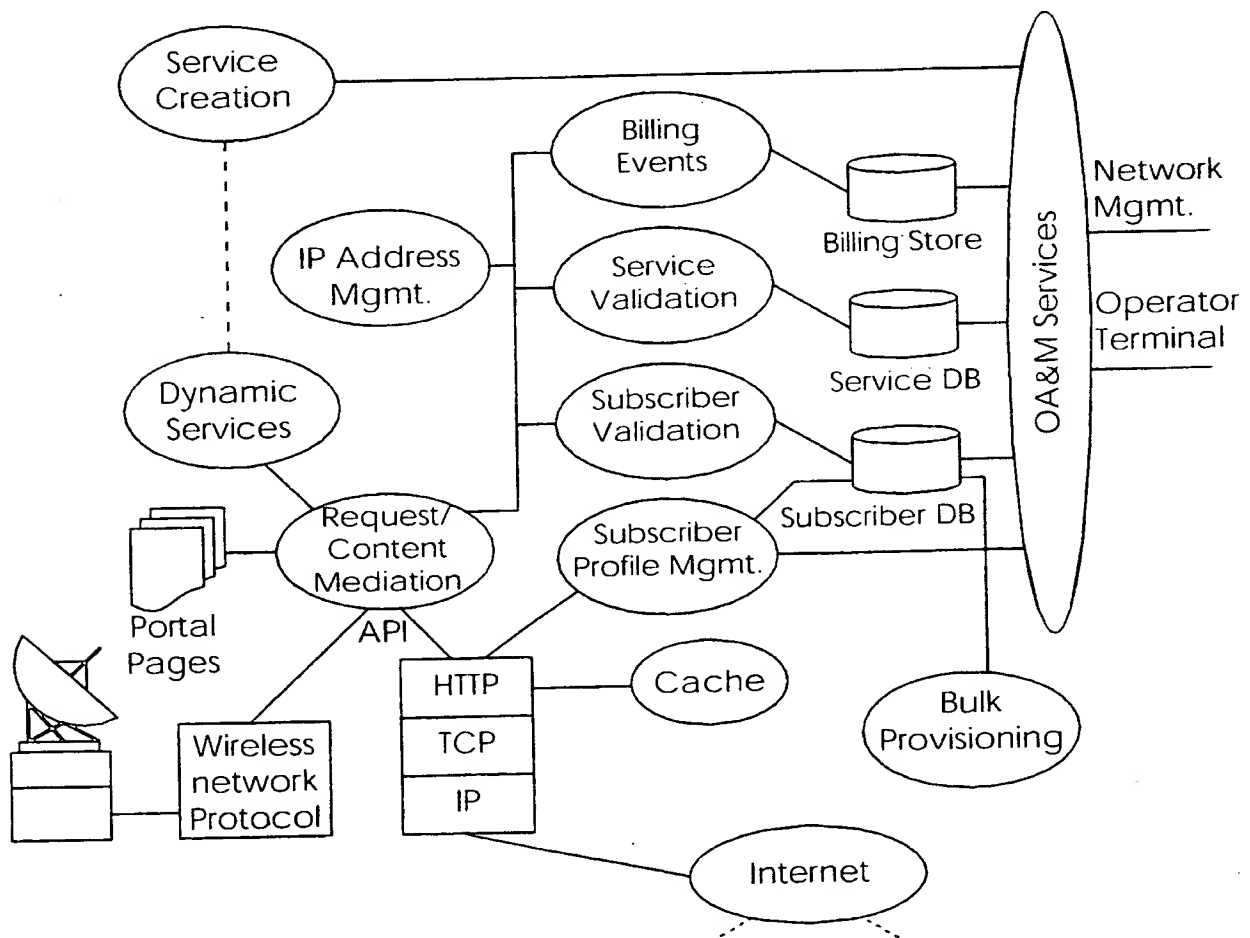 Service
Creation
Billing
Events
Network
Mgmt.
Billing Store
IP Address
Mgmt.
Service
Validation
OA&M Services
Operator
Terminal
Service DB
Dynamic
Services
Subscriber
Validation
Subscriber DB
Request/
Content
Mediation
Subscriber
Profile Mgmt.
Portal
Pages
API
HTTP
TCP
IP
Cache
Bulk
Provisioning
Wireless
network
Protocol
Internet